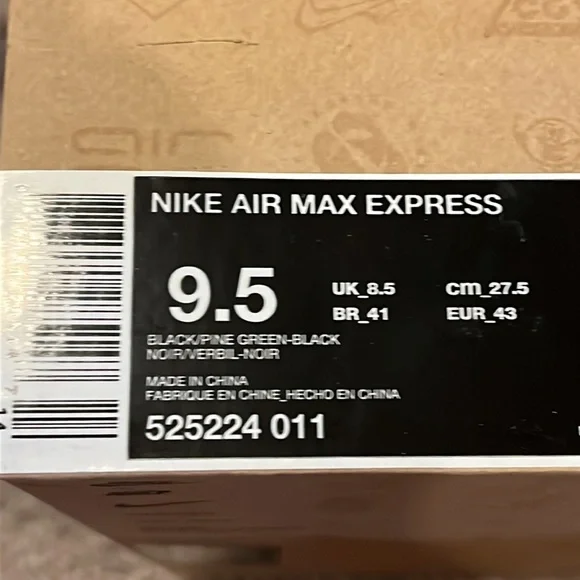 NIKE AIR MAX EXPRESS
9.5
UK_8.5 cm_27.5
BR_41 EUR_43
BLACK/PINE GREEN-BLACK
NOIR/VERBIL-NOIR
MADE IN CHINA
FABRIQUE EN CHINE_HECHO EN CHINA
525224 011